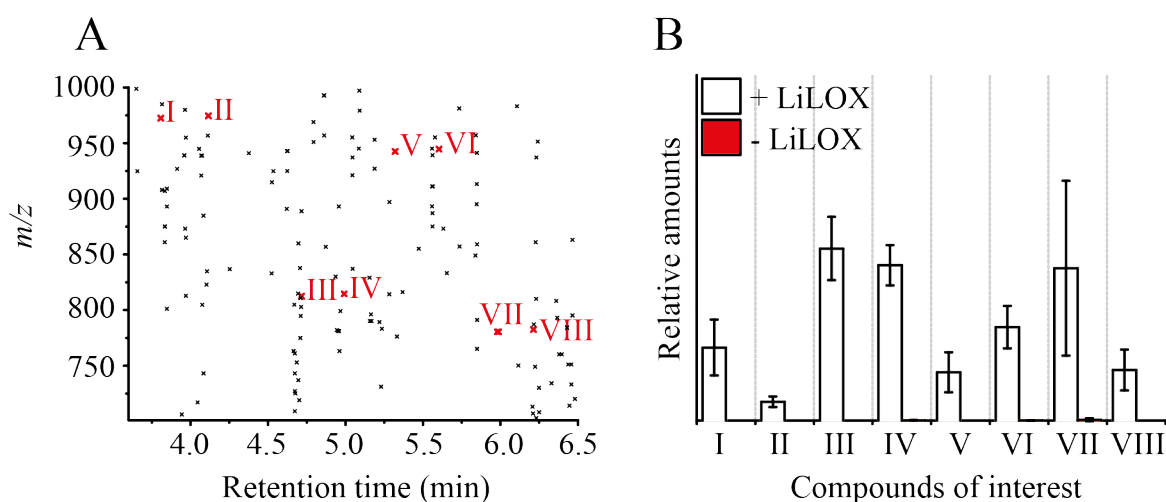 A
m/z
1000
950
900
850
800
750
I
II
III
IV
V
VI
VII
VIII
4.0 4.5 5.0 5.5 6.0 6.5
Retention time (min)
B
+ LiLOX
- LiLOX
Relative amounts
I II III IV V VI VII VIII
Compounds of interest